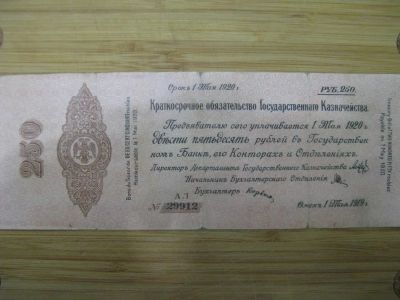 Срокъ 1 Мая 1920 г.
РУБ. 250.
Краткосрочное обязательство Государственнаго Казначейства.
Предъявителю сего уплачивается 1 Мая 1920 г.
двѣсти пятьдесять рублей въ Государствен
номъ Банкѣ, его Конторахъ и Отдѣленіяхъ.
Директоръ Департамента Государственнаго Казначейства
Начальникъ Бухгалтерскаго Отдѣленія
Бухгалтеръ
А.Э
№ 29912
Омскъ 1 Мая 1919 г.
250